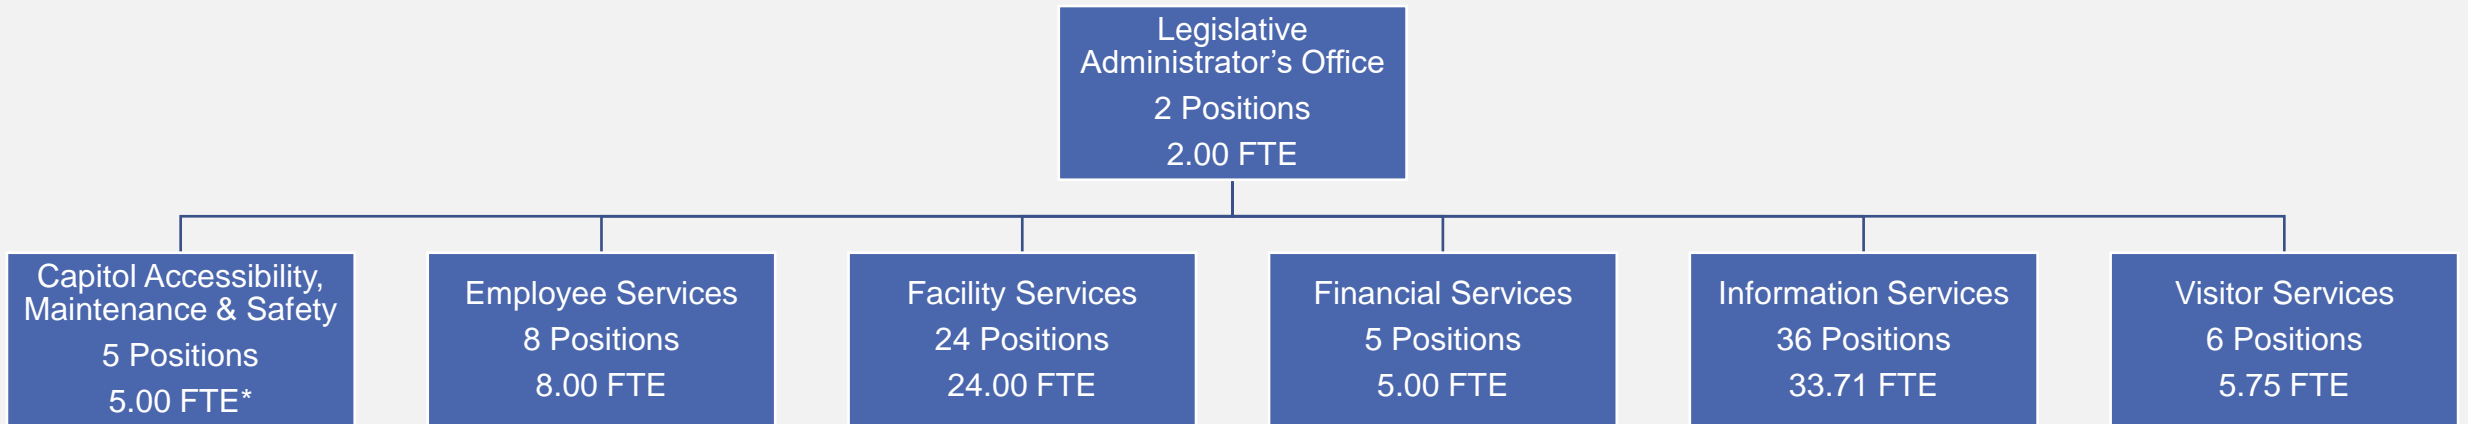 Legislative
Administrator’s Office
2 Positions
2.00 FTE
Capitol Accessibility,
Maintenance & Safety
5 Positions
5.00 FTE*
Employee Services
8 Positions
8.00 FTE
Facility Services
24 Positions
24.00 FTE
Financial Services
5 Positions
5.00 FTE
Information Services
36 Positions
33.71 FTE
Visitor Services
6 Positions
5.75 FTE